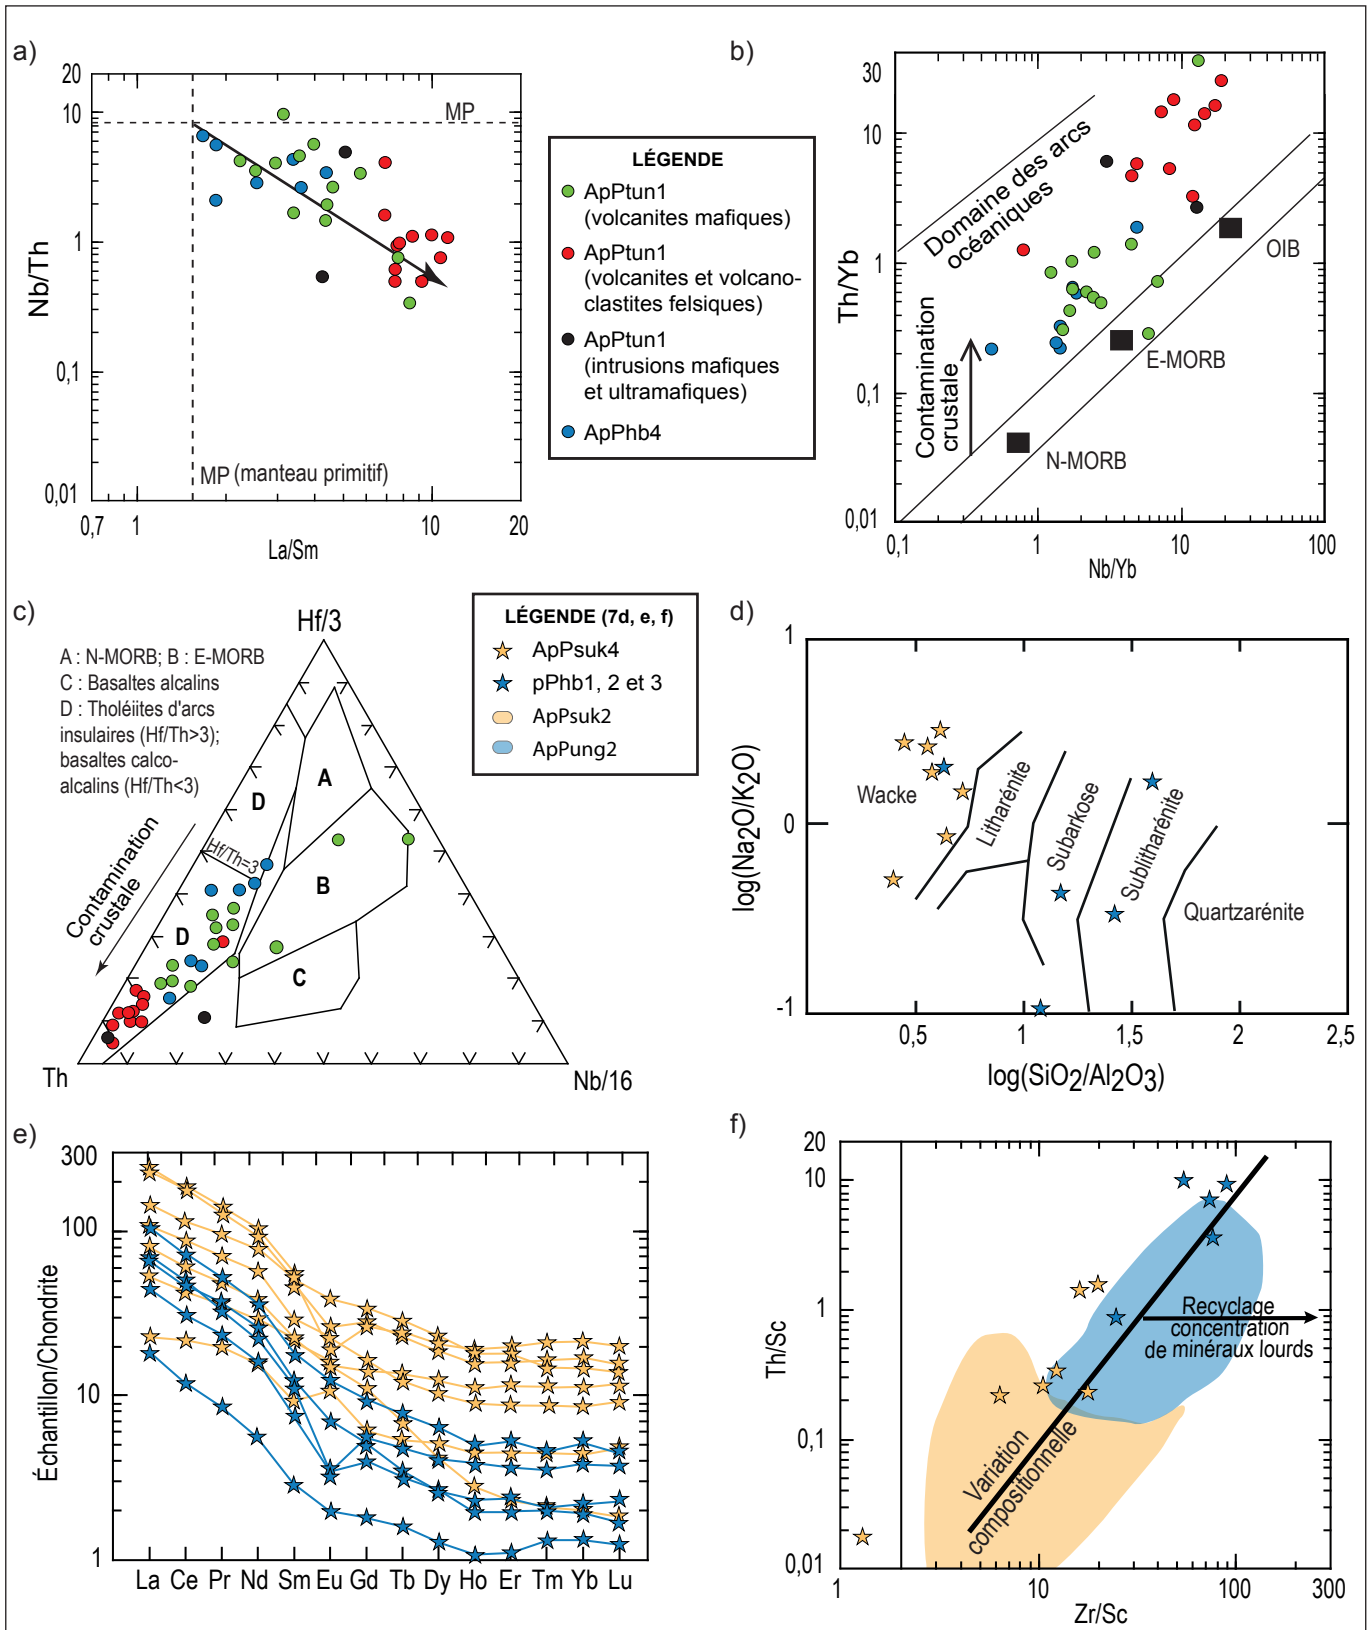 a)
20
10
1
0,1
0,01
Nb/Th
MP
MP (manteau primitif)
0,7
1
10
20
La/Sm
LÉGENDE
ApPtun1
(volcanites mafiques)
ApPtun1
(volcanites et volcano-
clastites felsiques)
ApPtun1
(intrusions mafiques
et ultramafiques)
ApPhb4
b)
30
10
1
0,1
0,01
Th/Yb
Domaine des arcs
océaniques
Contamination
crustale
OIB
E-MORB
N-MORB
0,1
1
10
100
Nb/Yb
c)
Hf/3
A : N-MORB; B : E-MORB
C : Basaltes alcalins
D : Tholéiites d'arcs
insulaires (Hf/Th>3);
basaltes calco-
alcalins (Hf/Th<3)
A
D
Hf/Th=3
B
D
C
Contamination
crustale
Th
Nb/16
LÉGENDE (7d, e, f)
ApPsuk4
pPhb1, 2 et 3
ApPsuk2
ApPung2
d)
1
0
-1
log(Na2O/K2O)
Wacke
Litharénite
Subarkose
Sublitharénite
Quartzarénite
0,5
1
1,5
2
2,5
log(SiO2/Al2O3)
e)
300
100
10
1
Échantillon/Chondrite
La Ce Pr Nd Sm Eu Gd Tb Dy Ho Er Tm Yb Lu
f)
20
10
1
0,1
0,01
Th/Sc
Recyclage
concentration
de minéraux lourds
Variation
compositionnelle
1
10
100
300
Zr/Sc